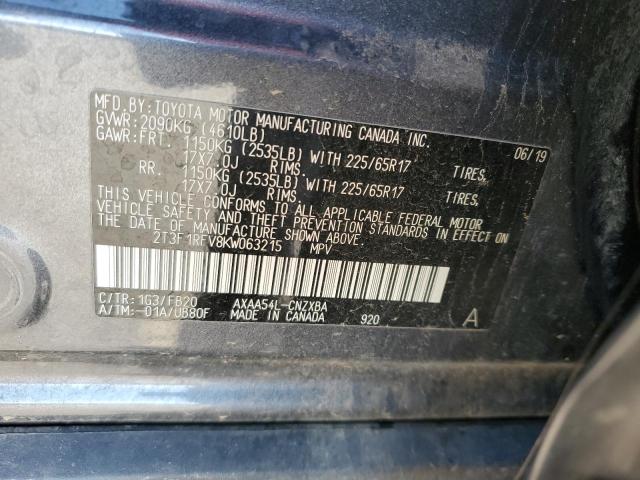 MFD.BY:TOYOTA MOTOR MANUFACTURING CANADA INC.
GVWR:2090KG (4610LB) 06/19
GAWR:FRT. 1150KG (2535LB) WITH 225/65R17 TIRES,
17X7.0J RIMS.
RR. 1150KG (2535LB) WITH 225/65R17 TIRES,
17X7.0J RIMS.
THIS VEHICLE CONFORMS TO ALL APPLICABLE FEDERAL MOTOR
VEHICLE SAFETY AND THEFT PREVENTION STANDARDS IN EFFECT ON
THE DATE OF MANUFACTURE SHOWN ABOVE.
2T3F1RFV8KW063215 MPV
C/TR:1G3/FB20 AXAA54L-CNZXBA
A/TM:-01A/UB80F MADE IN CANADA 920 A